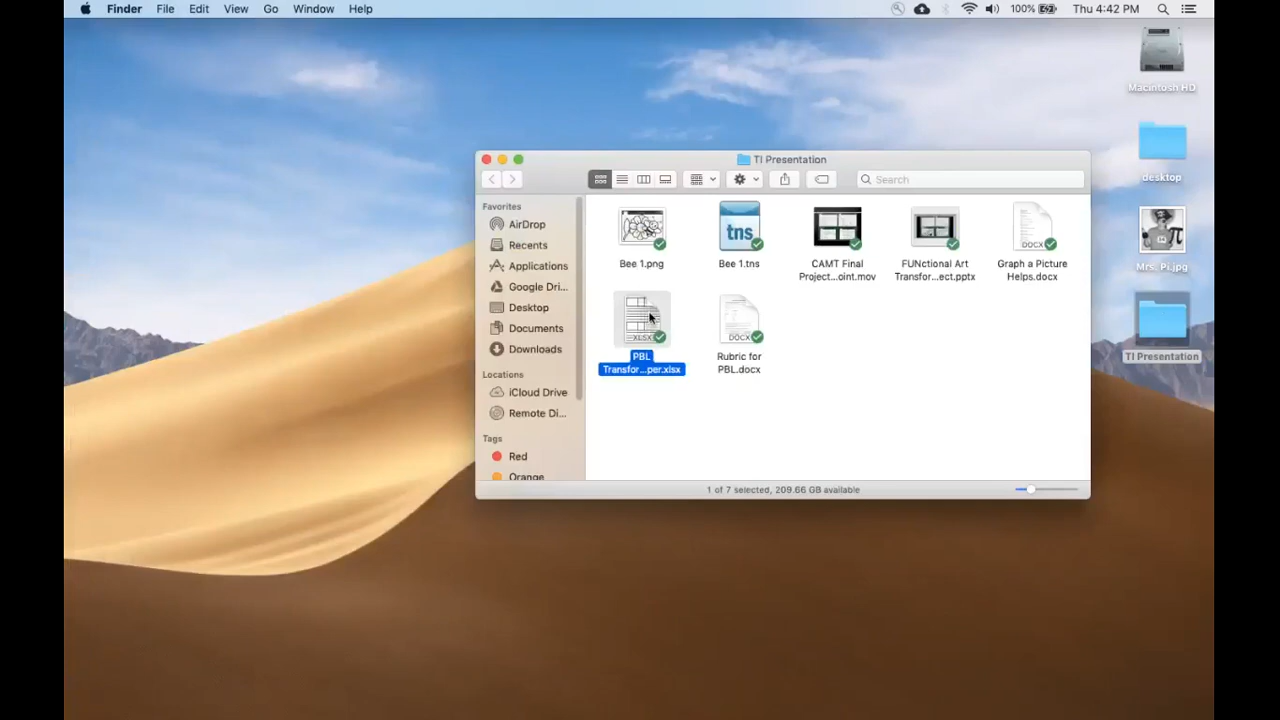 Finder File Edit View Go Window Help 100% Thu 4:42 PM
Macintosh HD
desktop
Mrs. Pi.jpg
TI Presentation
TI Presentation
Search
Favorites
AirDrop
Recents
Applications
Google Dri...
Desktop
Documents
Downloads
Locations
iCloud Drive
Remote Di...
Tags
Red
Orange
Bee 1.png
tns
Bee 1.tns
CAMT Final
Project...oint.mov
FUNctional Art
Transfor...ect.pptx
DOCX
Graph a Picture
Helps.docx
XLSX
PBL
Transfor...per.xlsx
DOCX
Rubric for
PBL.docx
1 of 7 selected, 209.66 GB available